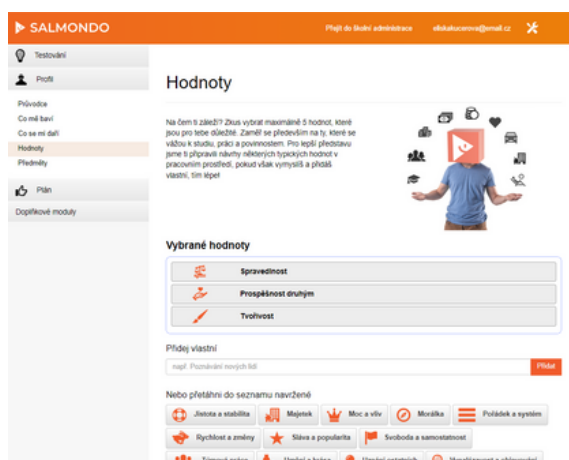 SALMONDO
Přejít do školní administrace
eliskakucerova@email.cz
Testování
Profil
Průvodce
Co mě baví
Co se mi daří
Hodnoty
Předměty
Plán
Doplňkové moduly
Hodnoty
Na čem ti záleží? Zkus vybrat maximálně 5 hodnot, které
jsou pro tebe důležité. Zaměř se především na ty, které se
vážou k studiu, práci a povinnostem. Pro lepší představu
jsme ti připravili návrhy některých typických hodnot v
pracovním prostředí, pokud však vymyslíš a přidáš
vlastní, tím lépe!
Vybrané hodnoty
Spravedlnost
Prospěšnost druhým
Tvořivost
Přidej vlastní
např. Poznávání nových lidí
Přidat
Nebo přetáhni do seznamu navržené
Jistota a stabilita
Majetek
Moc a vliv
Morálka
Pořádek a systém
Rychlost a změny
Sláva a popularita
Svoboda a samostatnost